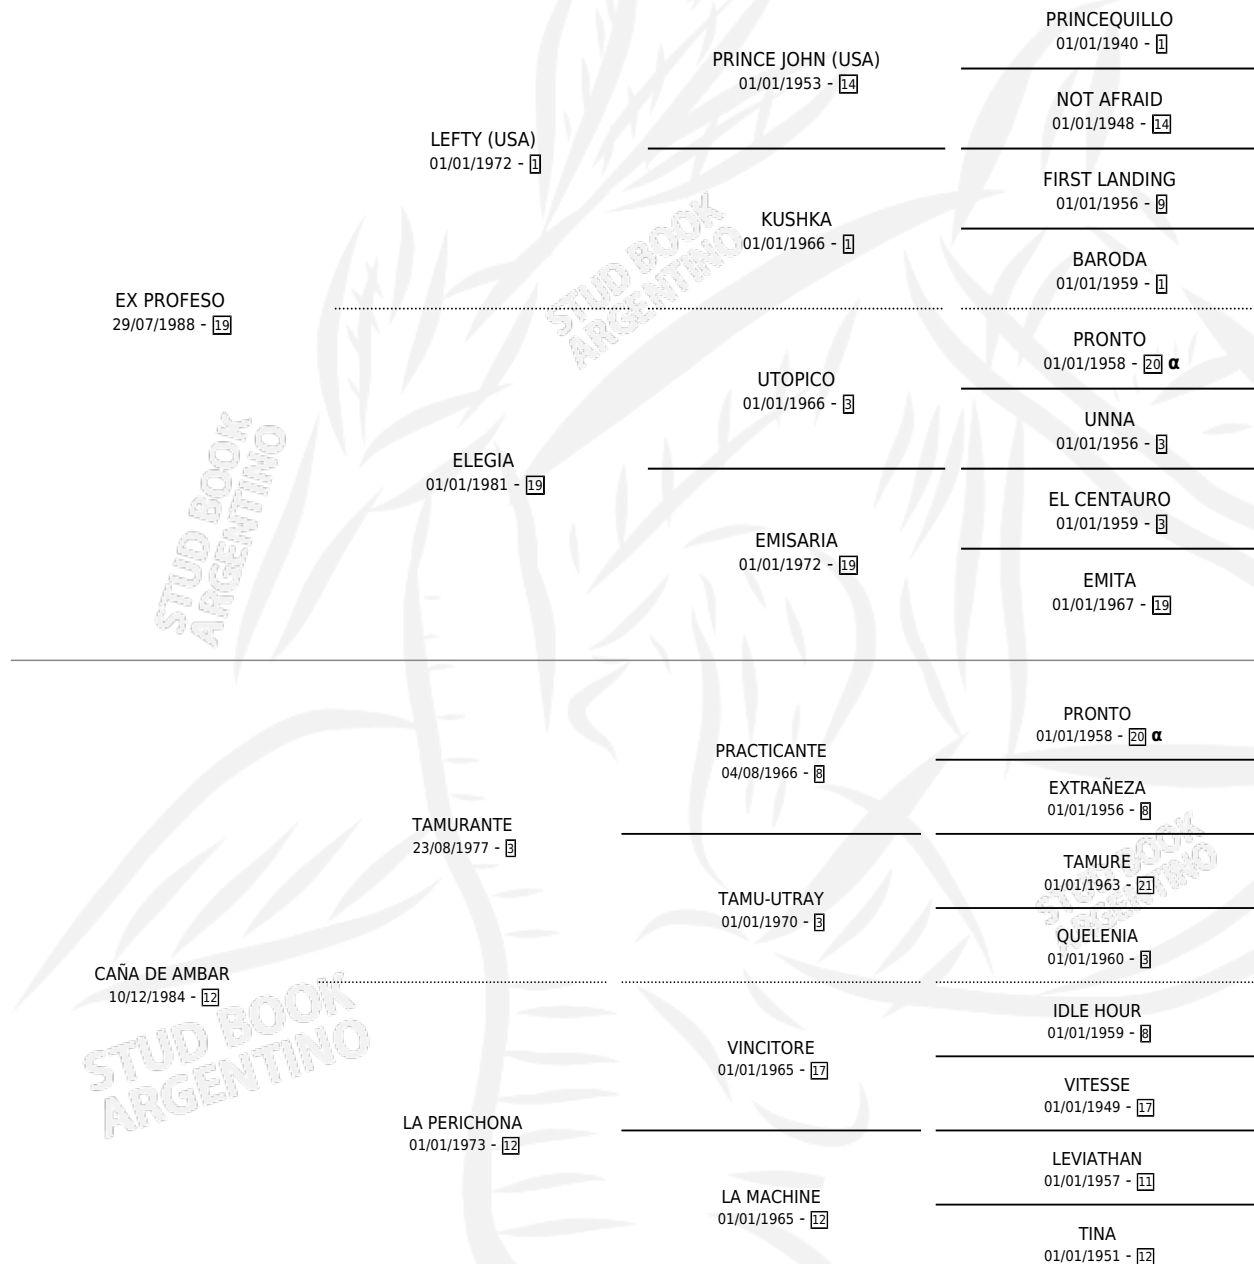 PRINCEQUILLO
01/01/1940 - 1
PRINCE JOHN (USA)
01/01/1953 - 14
NOT AFRAID
01/01/1948 - 14
LEFTY (USA)
01/01/1972 - 1
FIRST LANDING
01/01/1956 - 9
KUSHKA
01/01/1966 - 1
BARODA
01/01/1959 - 1
EX PROFESO
29/07/1988 - 19
PRONTO
01/01/1958 - 20 α
UTOPICO
01/01/1966 - 3
UNNA
01/01/1956 - 3
ELEGIA
01/01/1981 - 19
EL CENTAURO
01/01/1959 - 3
EMISARIA
01/01/1972 - 19
EMITA
01/01/1967 - 19
STUD BOOK
ARGENTINO
STUD BOOK
ARGENTINO
PRONTO
01/01/1958 - 20 α
PRACTICANTE
04/08/1966 - 8
EXTRAÑEZA
01/01/1956 - 8
TAMURANTE
23/08/1977 - 3
TAMURE
01/01/1963 - 21
TAMU-UTRAY
01/01/1970 - 3
QUELENIA
01/01/1960 - 3
STUD BOOK
ARGENTINO
CAÑA DE AMBAR
10/12/1984 - 12
IDLE HOUR
01/01/1959 - 8
VINCITORE
01/01/1965 - 17
VITESSE
01/01/1949 - 17
LA PERICHONA
01/01/1973 - 12
LEVIATHAN
01/01/1957 - 11
LA MACHINE
01/01/1965 - 12
TINA
01/01/1951 - 12
STUD BOOK
ARGENTINO